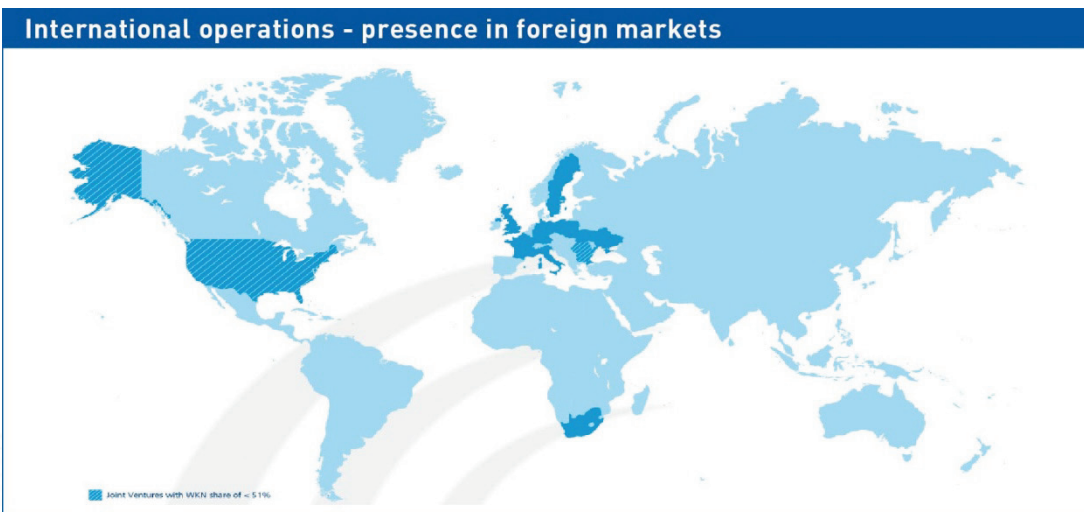 International operations - presence in foreign markets
Joint Ventures with WKN share of < 51%